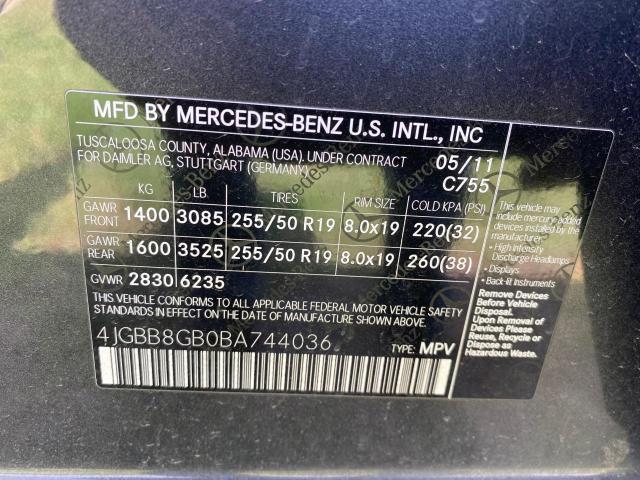 MFD BY MERCEDES-BENZ U.S. INTL., INC
TUSCALOOSA COUNTY, ALABAMA (USA). UNDER CONTRACT
FOR DAIMLER AG, STUTTGART (GERMANY)
05/11
C755
KG LB TIRES RIM SIZE COLD KPA (PSI)
GAWR FRONT 1400 3085 255/50 R19 8.0x19 220(32)
GAWR REAR 1600 3525 255/50 R19 8.0x19 260(38)
GVWR 2830 6235
THIS VEHICLE CONFORMS TO ALL APPLICABLE FEDERAL MOTOR VEHICLE SAFETY
STANDARDS IN EFFECT ON THE DATE OF MANUFACTURE SHOWN ABOVE.
4JGBB8GB0BA744036
TYPE: MPV
This vehicle may
include mercury-added
devices installed by the
manufacturer:
• High Intensity
Discharge Headlamps
• Displays
• Back-lit Instruments
Remove Devices
Before Vehicle
Disposal.
Upon Removal of
Devices Please
Reuse, Recycle or
Dispose as
Hazardous Waste.